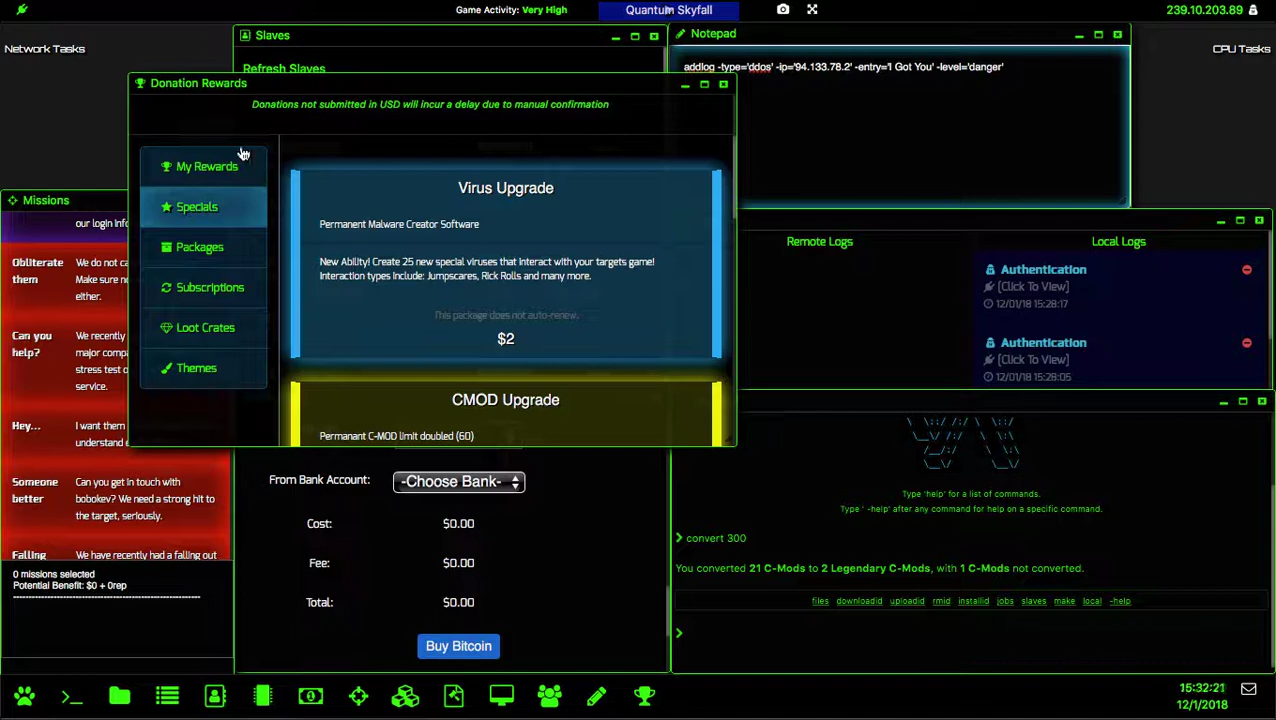 Game Activity: Very High
Quantum Skyfall
239.10.203.89
Network Tasks
Slaves
Refresh Slaves
Notepad
addlog -type='ddos' -ip='94.133.78.2' -entry='I Got You' -level='danger'
CPU Tasks
Donation Rewards
Donations not submitted in USD will incur a delay due to manual confirmation
My Rewards
Specials
Packages
Subscriptions
Loot Crates
Themes
Virus Upgrade
Permanent Malware Creator Software
New Ability! Create 25 new special viruses that interact with your targets game!
Interaction types include: Jumpscares, Rick Rolls and many more.
This package does not auto-renew.
$2
CMOD Upgrade
Permanant C-MOD limit doubled (60)
Missions
our login info
Obliterate them
We do not ca
Make sure no
either.
Can you help?
We recently
major compa
stress test o
service.
Hey...
I want them
understand
Someone better
Can you get in touch with
bobokev? We need a strong hit to
the target, seriously.
Falling
We have recently had a falling out
0 missions selected
Potential Benefit: $0 + 0rep
From Bank Account:
-Choose Bank-
Cost: $0.00
Fee: $0.00
Total: $0.00
Buy Bitcoin
Remote Logs
Local Logs
Authentication
[Click To View]
12/01/18 15:28:17
Authentication
[Click To View]
12/01/18 15:28:05
Type 'help' for a list of commands.
Type ' -help' after any command for help on a specific command.
convert 300
You converted 21 C-Mods to 2 Legendary C-Mods, with 1 C-Mods not converted.
files downloadid uploadid rmid installid jobs slaves make local -help
15:32:21
12/1/2018